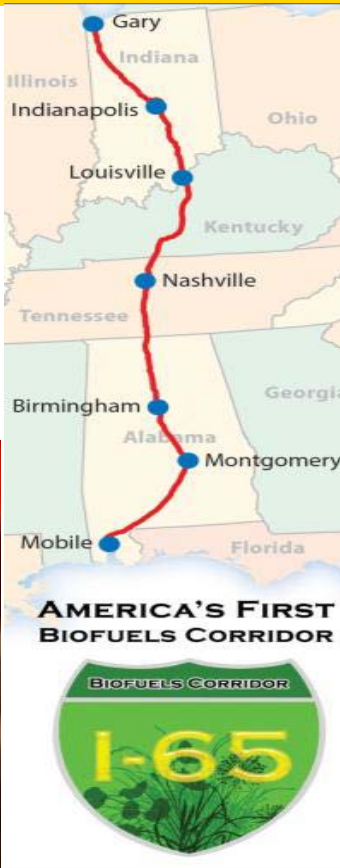 Gary
Indiana
Illinois
Indianapolis
Ohio
Louisville
Kentucky
Nashville
Tennessee
Georgia
Birmingham
Alabama
Montgomery
Mobile
Florida
AMERICA'S FIRST
BIOFUELS CORRIDOR
BIOFUELS CORRIDOR
I-65